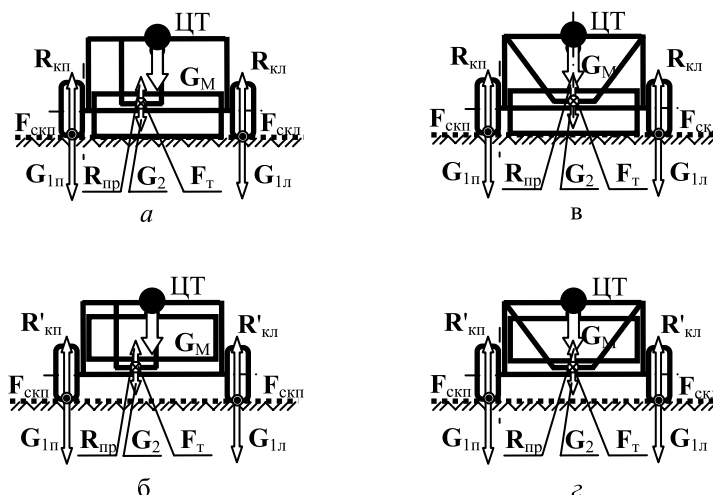 ЦТ
R кп
G М
R кл
F скп
F скл
G 1п
R пр
G 2
F т
G 1л
а
ЦТ
R кп
G М
R кл
F скп
F ск
G 1п
R пр
G 2
F т
G 1л
в
ЦТ
R' кп
G М
R' кл
F скп
F скп
G 1п
R пр
G 2
F т
G 1л
б
ЦТ
R' кп
G М
R' кл
F скп
F ск
G 1п
R пр
G 2
F т
G 1л
г